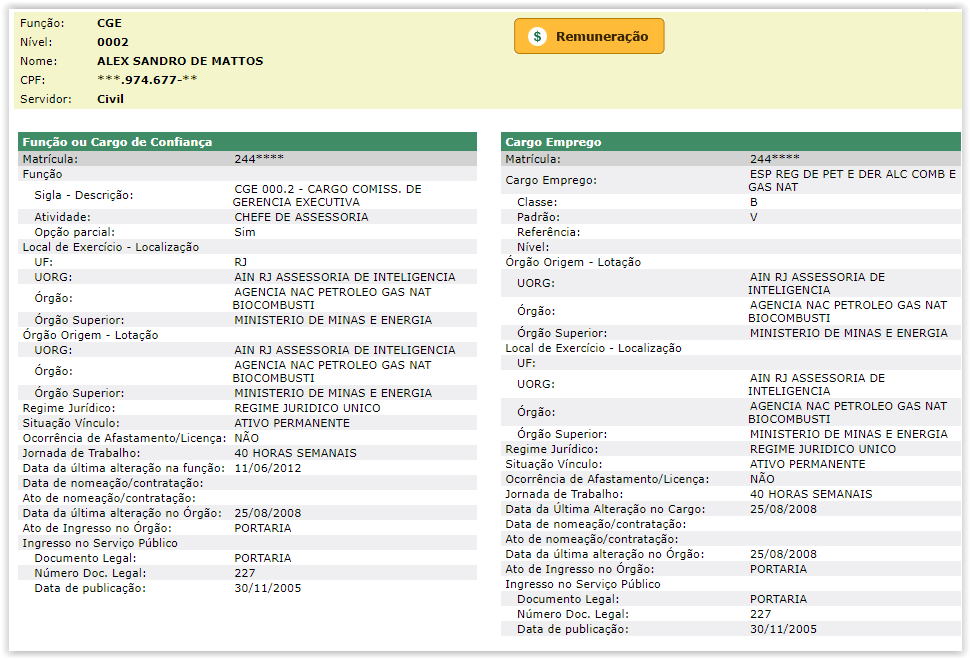 Função: CGE
Nível: 0002
Nome: ALEX SANDRO DE MATTOS
CPF: ***.974.677-**
Servidor: Civil
$ Remuneração
Função ou Cargo de Confiança
Matrícula: 244****
Função
Sigla - Descrição: CGE 000.2 - CARGO COMISS. DE
GERENCIA EXECUTIVA
Atividade: CHEFE DE ASSESSORIA
Opção parcial: Sim
Local de Exercício - Localização
UF: RJ
UORG: AIN RJ ASSESSORIA DE INTELIGENCIA
Órgão: AGENCIA NAC PETROLEO GAS NAT
BIOCOMBUSTI
Órgão Superior: MINISTERIO DE MINAS E ENERGIA
Órgão Origem - Lotação
UORG: AIN RJ ASSESSORIA DE INTELIGENCIA
Órgão: AGENCIA NAC PETROLEO GAS NAT
BIOCOMBUSTI
Órgão Superior: MINISTERIO DE MINAS E ENERGIA
Regime Jurídico: REGIME JURIDICO UNICO
Situação Vínculo: ATIVO PERMANENTE
Ocorrência de Afastamento/Licença: NÃO
Jornada de Trabalho: 40 HORAS SEMANAIS
Data da última alteração na função: 11/06/2012
Data de nomeação/contratação:
Ato de nomeação/contratação:
Data da última alteração no Órgão: 25/08/2008
Ato de Ingresso no Órgão: PORTARIA
Ingresso no Serviço Público
Documento Legal: PORTARIA
Número Doc. Legal: 227
Data de publicação: 30/11/2005
Cargo Emprego
Matrícula: 244****
Cargo Emprego: ESP REG DE PET E DER ALC COMB E
GAS NAT
Classe: B
Padrão: V
Referência:
Nível:
Órgão Origem - Lotação
UORG: AIN RJ ASSESSORIA DE
INTELIGENCIA
Órgão: AGENCIA NAC PETROLEO GAS NAT
BIOCOMBUSTI
Órgão Superior: MINISTERIO DE MINAS E ENERGIA
Local de Exercício - Localização
UF:
UORG: AIN RJ ASSESSORIA DE
INTELIGENCIA
Órgão: AGENCIA NAC PETROLEO GAS NAT
BIOCOMBUSTI
Órgão Superior: MINISTERIO DE MINAS E ENERGIA
Regime Jurídico: REGIME JURIDICO UNICO
Situação Vínculo: ATIVO PERMANENTE
Ocorrência de Afastamento/Licença: NÃO
Jornada de Trabalho: 40 HORAS SEMANAIS
Data da Última Alteração no Cargo: 25/08/2008
Data de nomeação/contratação:
Ato de nomeação/contratação:
Data da última alteração no Órgão: 25/08/2008
Ato de Ingresso no Órgão: PORTARIA
Ingresso no Serviço Público
Documento Legal: PORTARIA
Número Doc. Legal: 227
Data de publicação: 30/11/2005